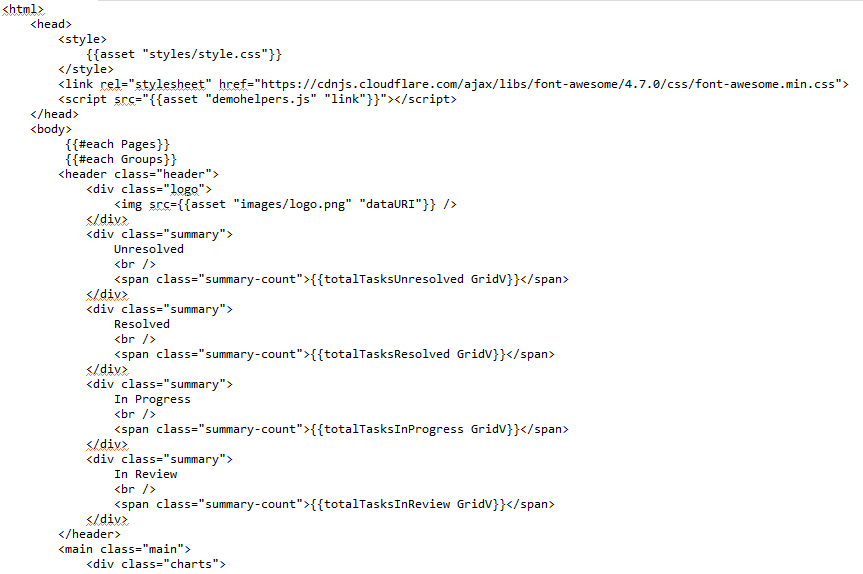 <html>
<head>
<style>
{{asset "styles/style.css"}}
</style>
<link rel="stylesheet" href="https://cdnjs.cloudflare.com/ajax/libs/font-awesome/4.7.0/css/font-awesome.min.css">
<script src="{{asset "demohelpers.js" "link"}}"></script>
</head>
<body>
{{#each Pages}}
{{#each Groups}}
<header class="header">
<div class="logo">
<img src={{asset "images/logo.png" "dataURI"}} />
</div>
<div class="summary">
Unresolved
<br />
<span class="summary-count">{{totalTasksUnresolved GridV}}</span>
</div>
<div class="summary">
Resolved
<br />
<span class="summary-count">{{totalTasksResolved GridV}}</span>
</div>
<div class="summary">
In Progress
<br />
<span class="summary-count">{{totalTasksInProgress GridV}}</span>
</div>
<div class="summary">
In Review
<br />
<span class="summary-count">{{totalTasksInReview GridV}}</span>
</div>
</header>
<main class="main">
<div class="charts">